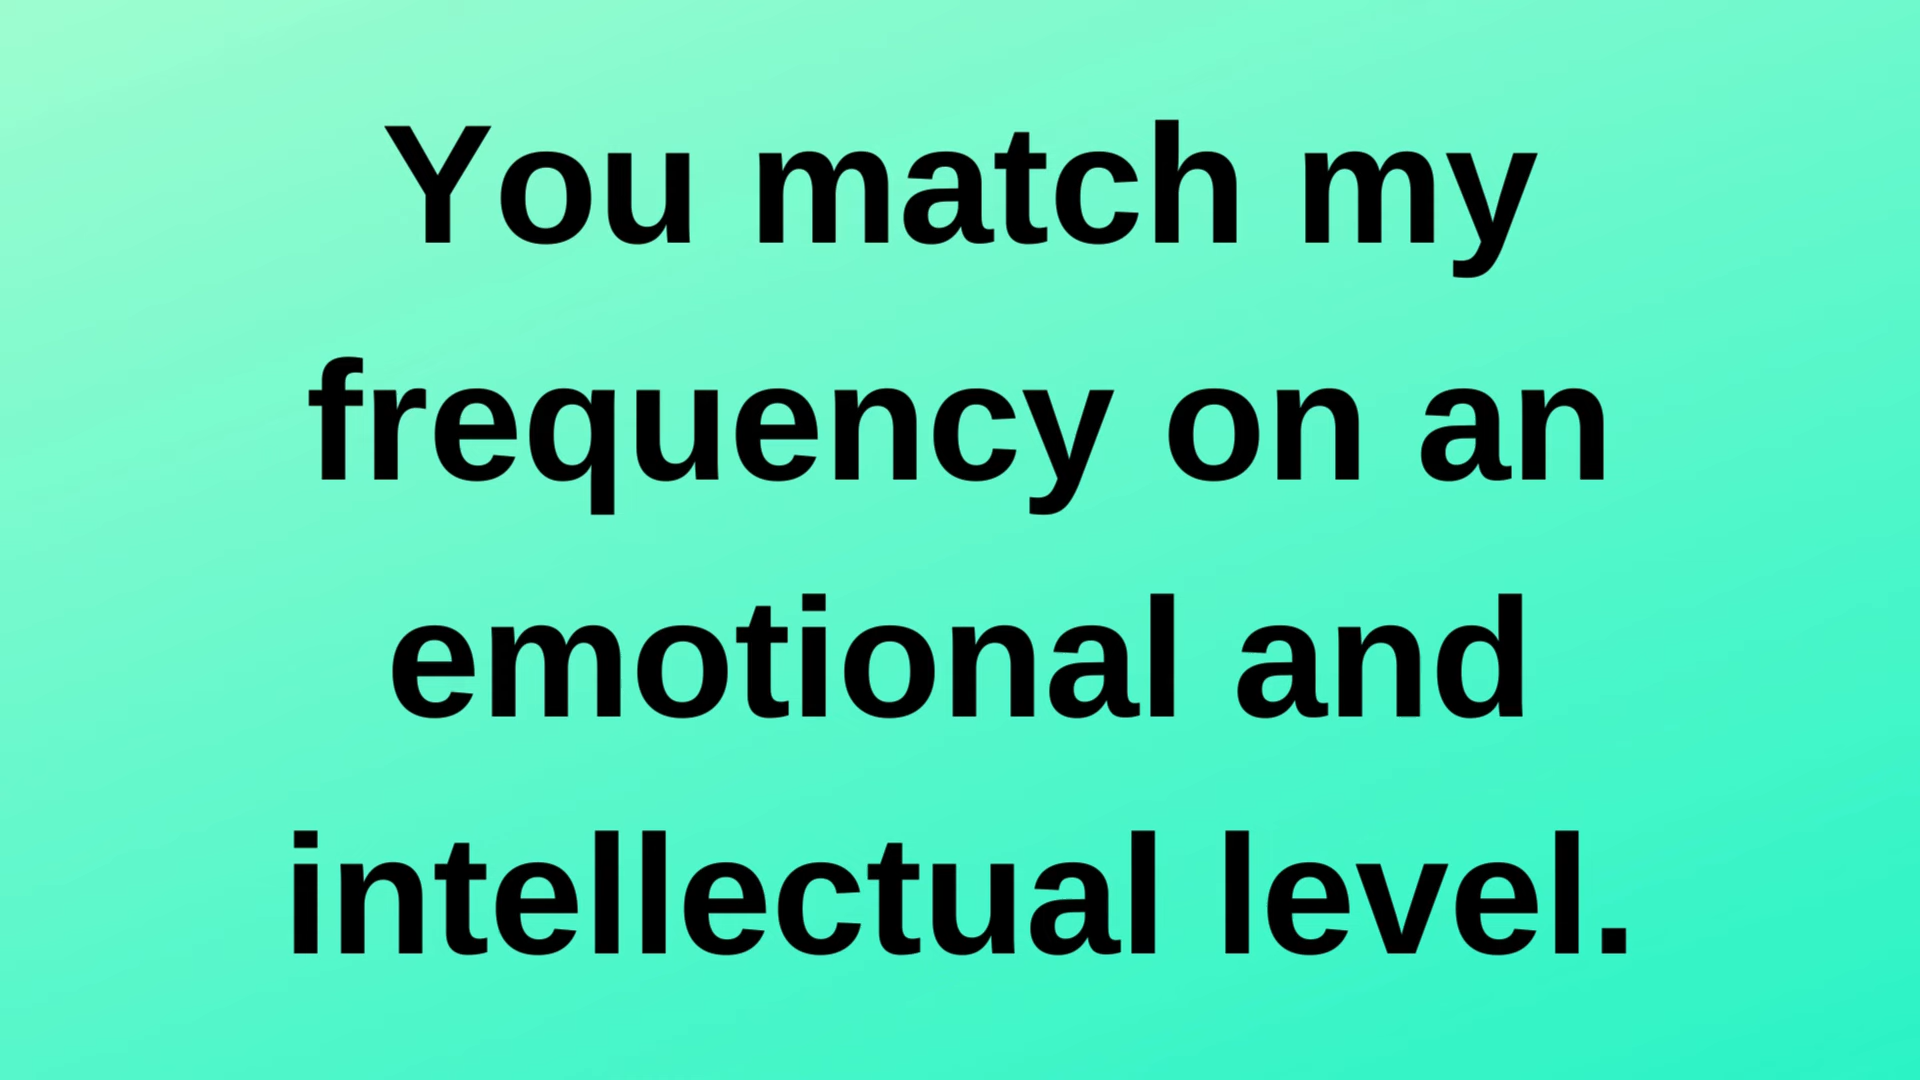 You match my
frequency on an
emotional and
intellectual level.